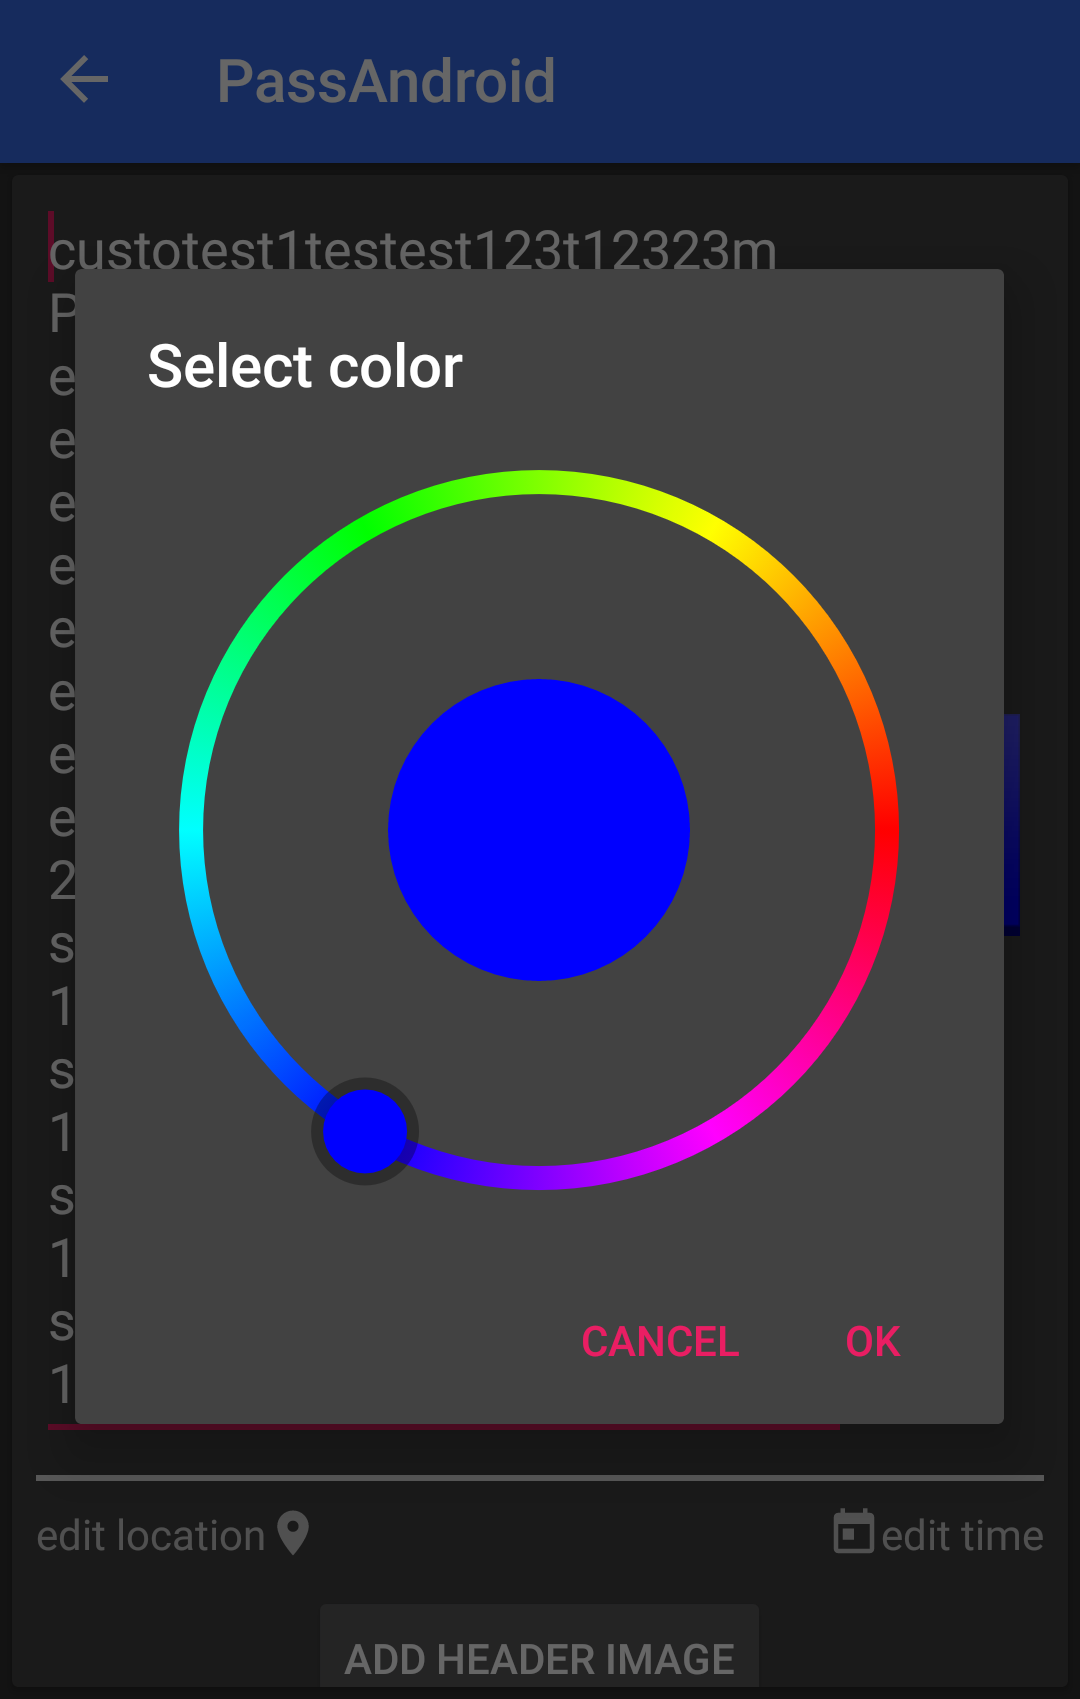 PassAndroid
custotest1testest123t12323m
P
Select color
e
e
e
e
e
e
e
e
2
s
1
s
1
s
1
s
1
CANCEL OK
edit location edit time
ADD HEADER IMAGE